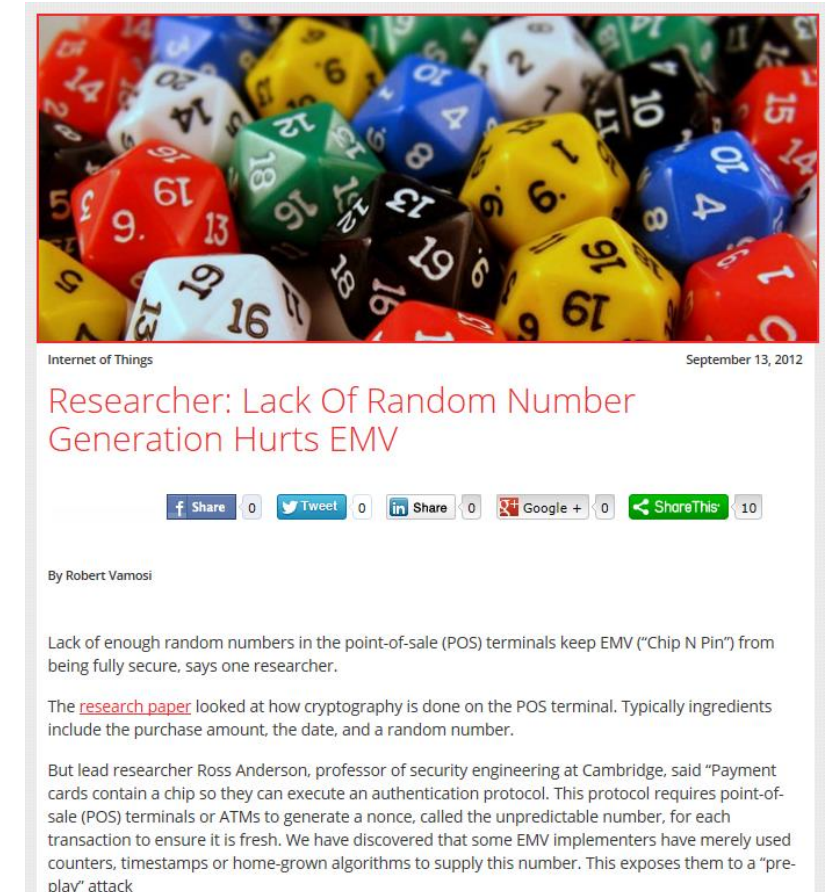 Internet of Things
September 13, 2012
Researcher: Lack Of Random Number
Generation Hurts EMV
Share 0 Tweet 0 Share 0 Google + 0 ShareThis 10
By Robert Vamosi
Lack of enough random numbers in the point-of-sale (POS) terminals keep EMV (“Chip N Pin”) from
being fully secure, says one researcher.
The research paper looked at how cryptography is done on the POS terminal. Typically ingredients
include the purchase amount, the date, and a random number.
But lead researcher Ross Anderson, professor of security engineering at Cambridge, said “Payment
cards contain a chip so they can execute an authentication protocol. This protocol requires point-of-
sale (POS) terminals or ATMs to generate a nonce, called the unpredictable number, for each
transaction to ensure it is fresh. We have discovered that some EMV implementers have merely used
counters, timestamps or home-grown algorithms to supply this number. This exposes them to a “pre-
play” attack